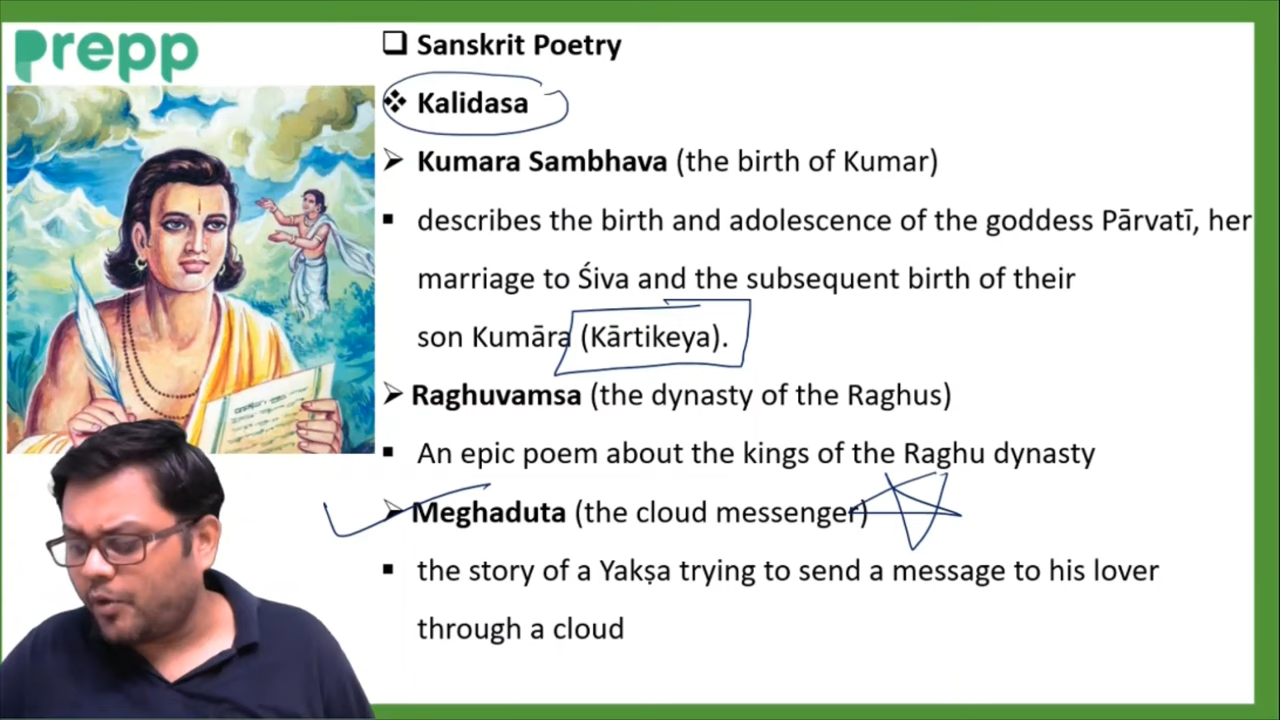 prepp
❑ Sanskrit Poetry
❖ Kalidasa
➢ Kumara Sambhava (the birth of Kumar)
▪ describes the birth and adolescence of the goddess Pārvatī, her
marriage to Śiva and the subsequent birth of their
son Kumāra (Kārtikeya).
➢ Raghuvamsa (the dynasty of the Raghus)
▪ An epic poem about the kings of the Raghu dynasty
➢ Meghaduta (the cloud messenger)
▪ the story of a Yakṣa trying to send a message to his lover
through a cloud